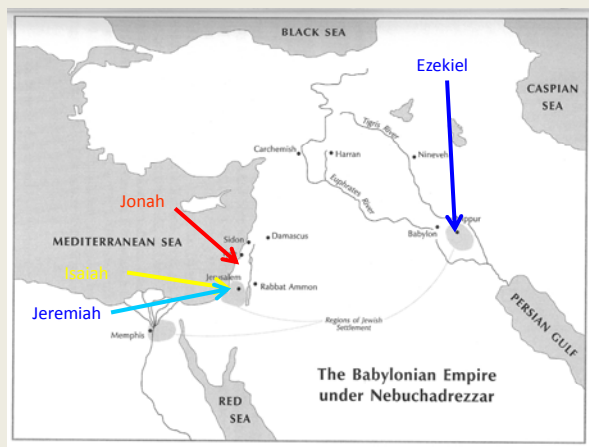 BLACK SEA
Ezekiel
CASPIAN
SEA
Tigris River
Carchemish
Harran
Nineveh
Euphrates River
Jonah
MEDITERRANEAN SEA
Sidon
Damascus
Babylon
ppur
Isaiah
Jerusalem
Rabbat Ammon
Jeremiah
Memphis
Regions of Jewish
Settlement
PERSIAN GULF
The Babylonian Empire
under Nebuchadrezzar
RED
SEA